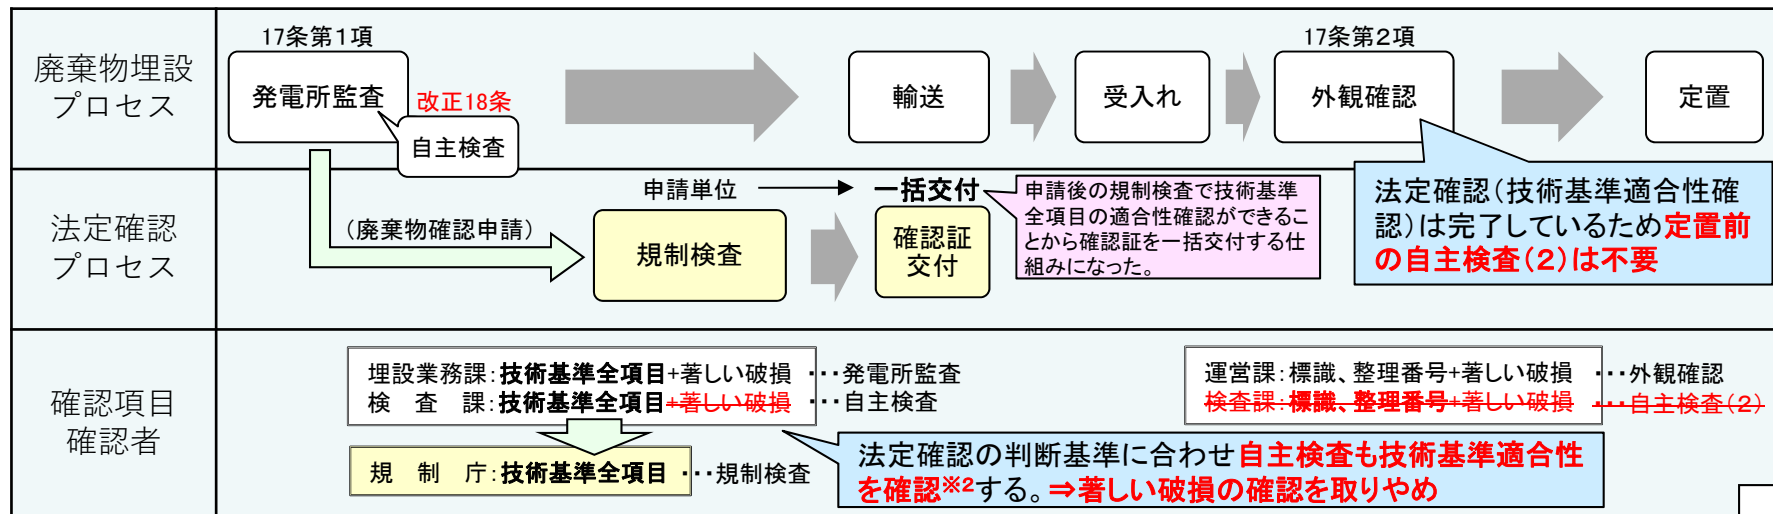 廃棄物埋設
プロセス
17条第1項
発電所監査
改正18条
自主検査
輸送
受入れ
17条第2項
外観確認
定置
法定確認
プロセス
(廃棄物確認申請)
申請単位
規制検査
一括交付
確認証
交付
申請後の規制検査で技術基準
全項目の適合性確認ができるこ
とから確認証を一括交付する仕
組みになった。
法定確認(技術基準適合性確
認)は完了しているため定置前
の自主検査(2)は不要
確認項目
確認者
埋設業務課:技術基準全項目+著しい破損 ・・・発電所監査
検 査 課:技術基準全項目+著しい破損 ・・・自主検査
規 制 庁:技術基準全項目 ・・・規制検査
運営課:標識、整理番号+著しい破損 ・・・外観確認
検査課:標識、整理番号+著しい破損 ・・・自主検査(2)
法定確認の判断基準に合わせ自主検査も技術基準適合性
を確認※2する。⇒著しい破損の確認を取りやめ